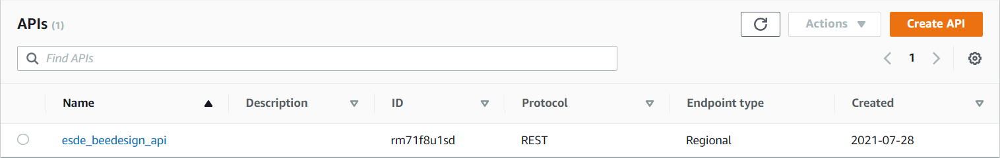 APIs (1)
Actions
Create API
Find APIs
1
Name Description ID Protocol Endpoint type Created
esde_beedesign_api rm71f8u1sd REST Regional 2021-07-28